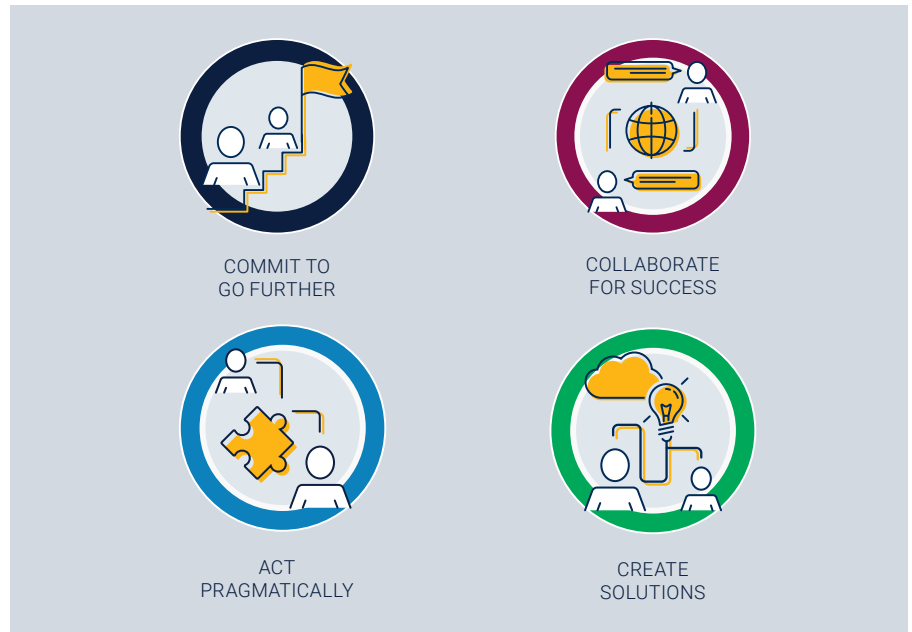 COMMIT TO
GO FURTHER
COLLABORATE
FOR SUCCESS
ACT
PRAGMATICALLY
CREATE
SOLUTIONS